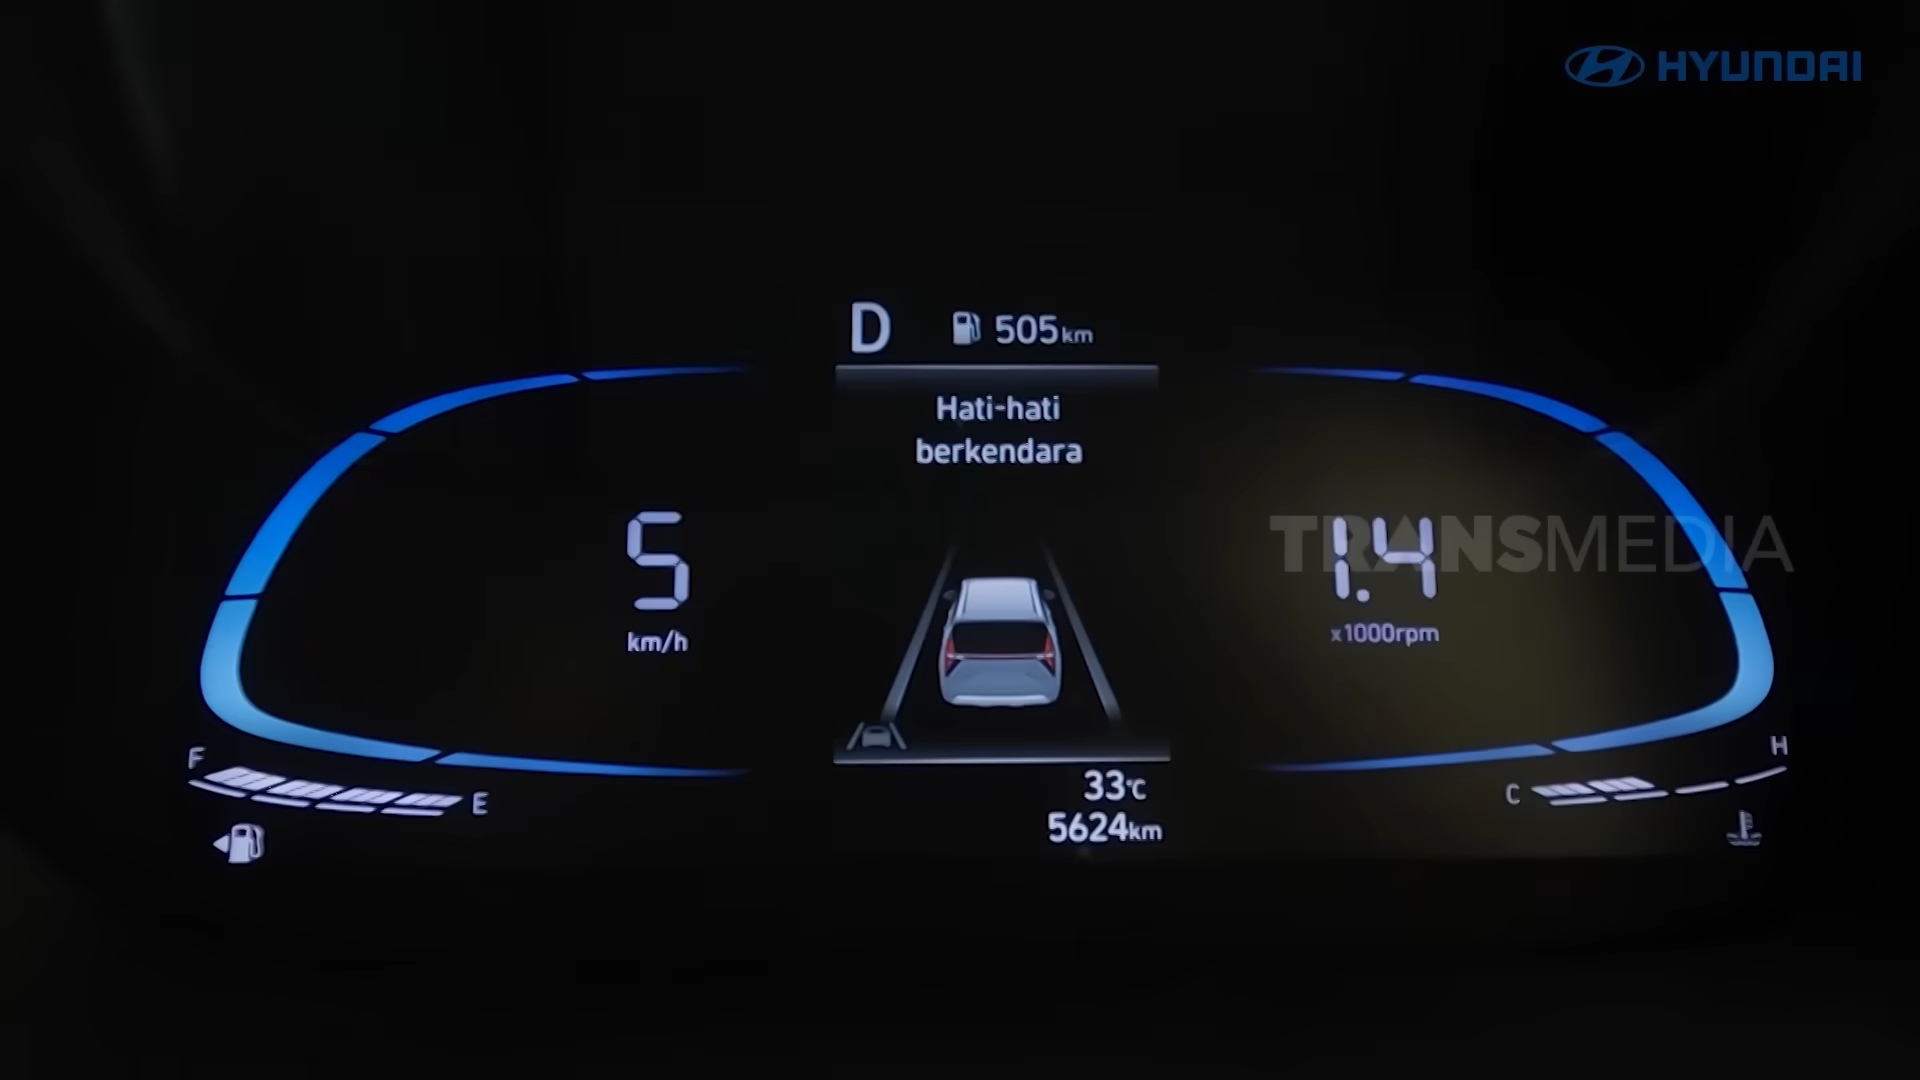 HYUNDAI
D 505km
Hati-hati
berkendara
5
km/h
TRANSMEDIA
1.4
x1000rpm
F
E
C
H
33°C
5624km